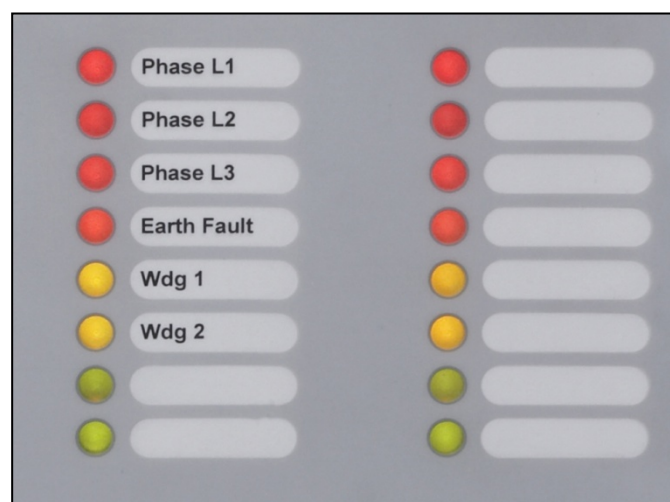 Phase L1
Phase L2
Phase L3
Earth Fault
Wdg 1
Wdg 2